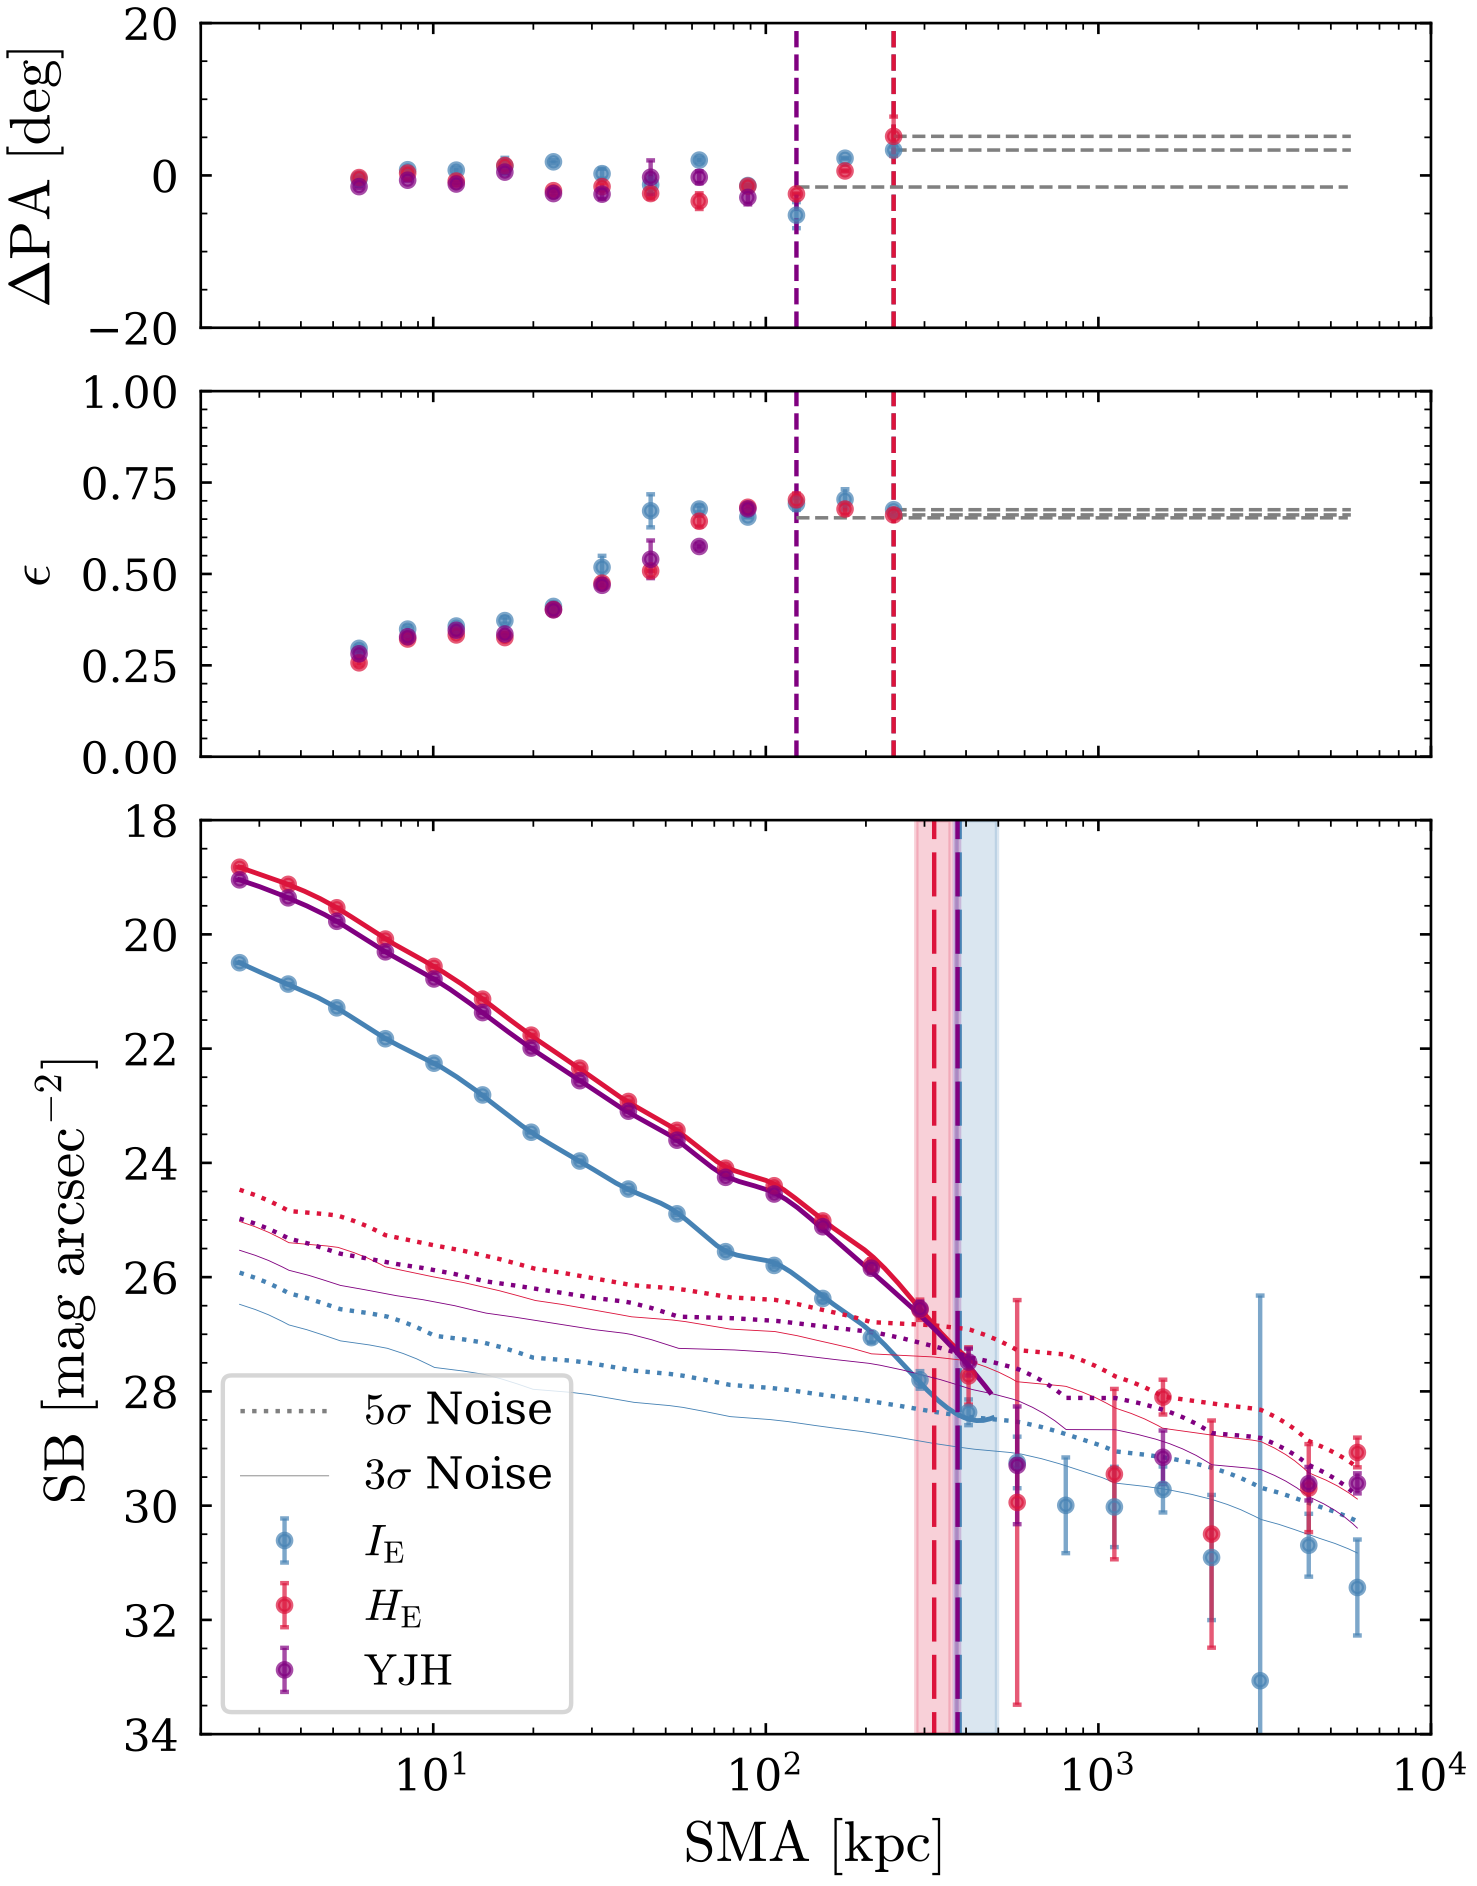 ΔPA [deg]
20
0
−20
ϵ
1.00
0.75
0.50
0.25
0.00
SB [mag arcsec⁻²]
18
20
22
24
26
28
30
32
34
5σ Noise
3σ Noise
I_E
H_E
YJH
10¹ 10² 10³ 10⁴
SMA [kpc]